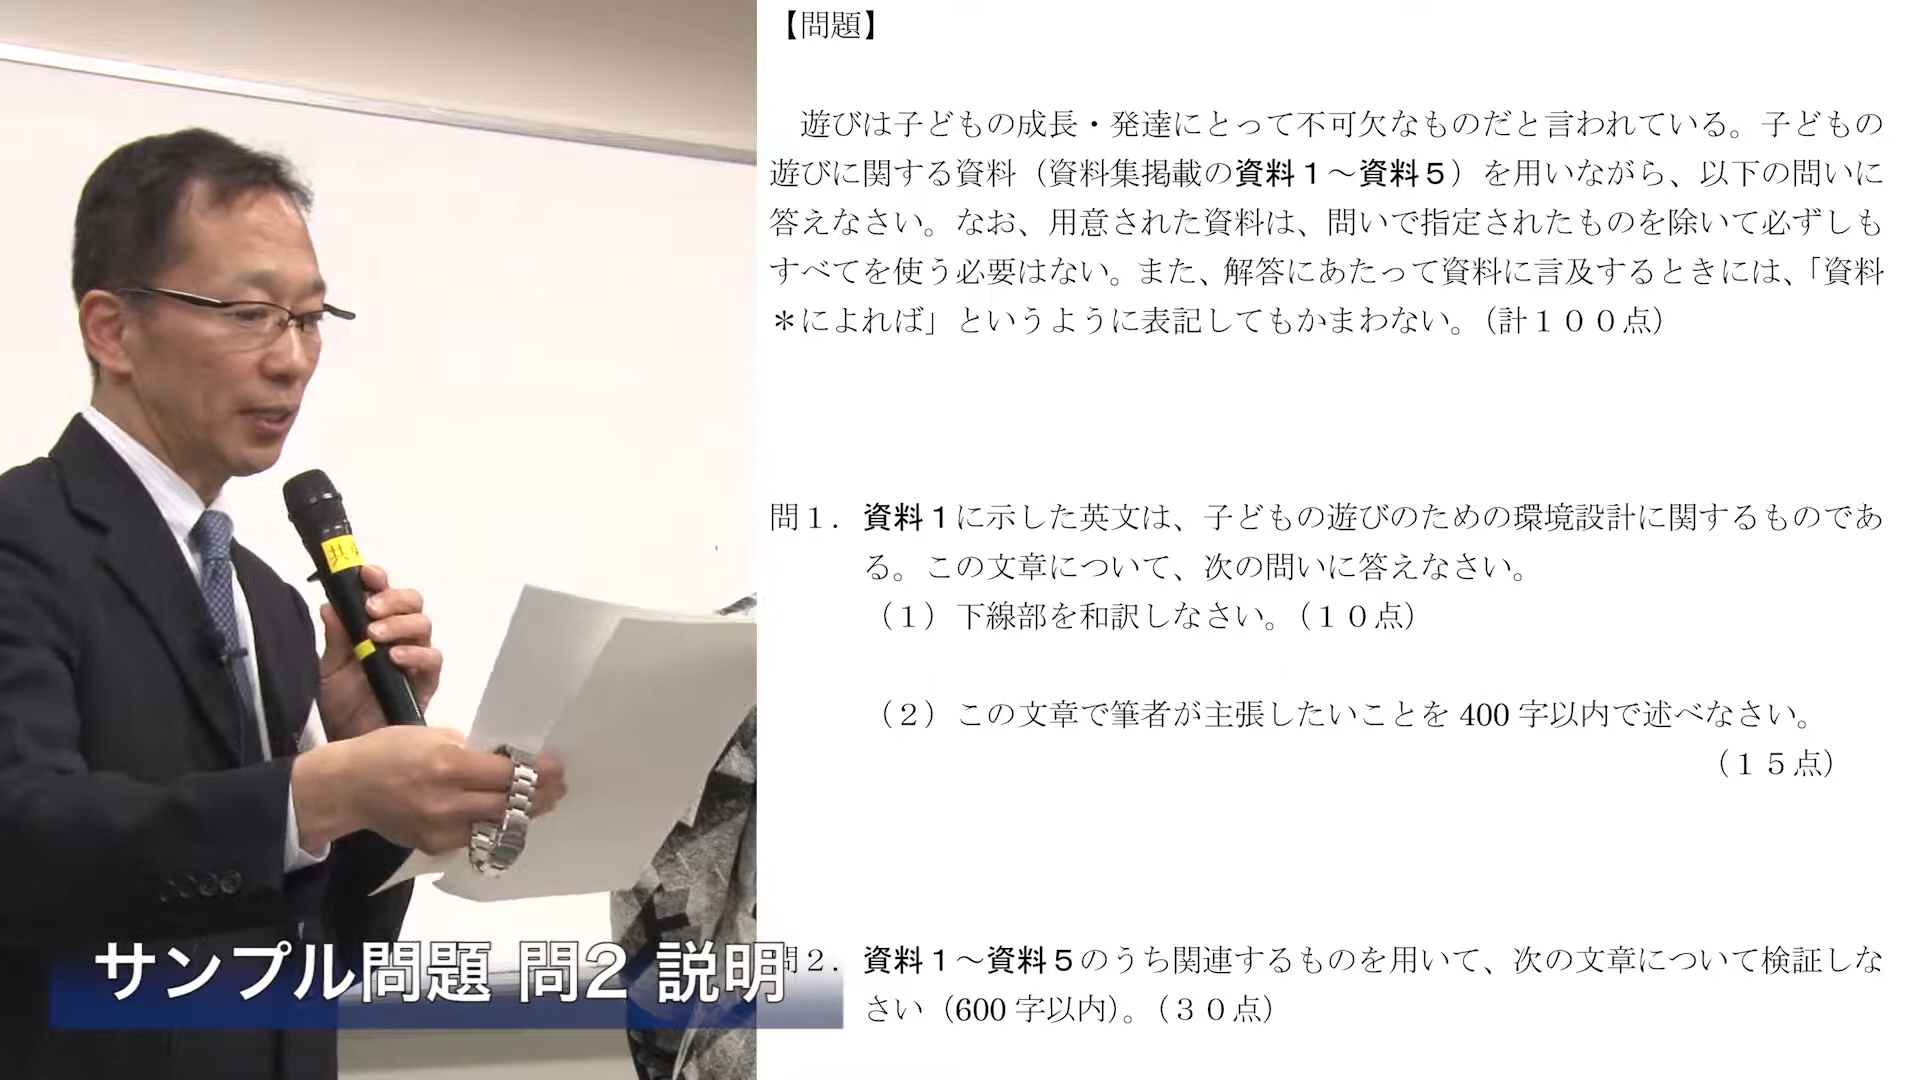 【問題】
遊びは子どもの成長・発達にとって不可欠なものだと言われている。子どもの
遊びに関する資料（資料集掲載の資料１～資料５）を用いながら、以下の問いに
答えなさい。なお、用意された資料は、問いで指定されたものを除いて必ずしも
すべてを使う必要はない。また、解答にあたって資料に言及するときには、「資料
＊によれば」というように表記してもかまわない。（計１００点）
問１．資料１に示した英文は、子どもの遊びのための環境設計に関するものであ
る。この文章について、次の問いに答えなさい。
（１）下線部を和訳しなさい。（１０点）
（２）この文章で筆者が主張したいことを 400 字以内で述べなさい。
（１５点）
問２．資料１～資料５のうち関連するものを用いて、次の文章について検証しな
さい（600 字以内）。（３０点）
共
サンプル問題 問2 説明